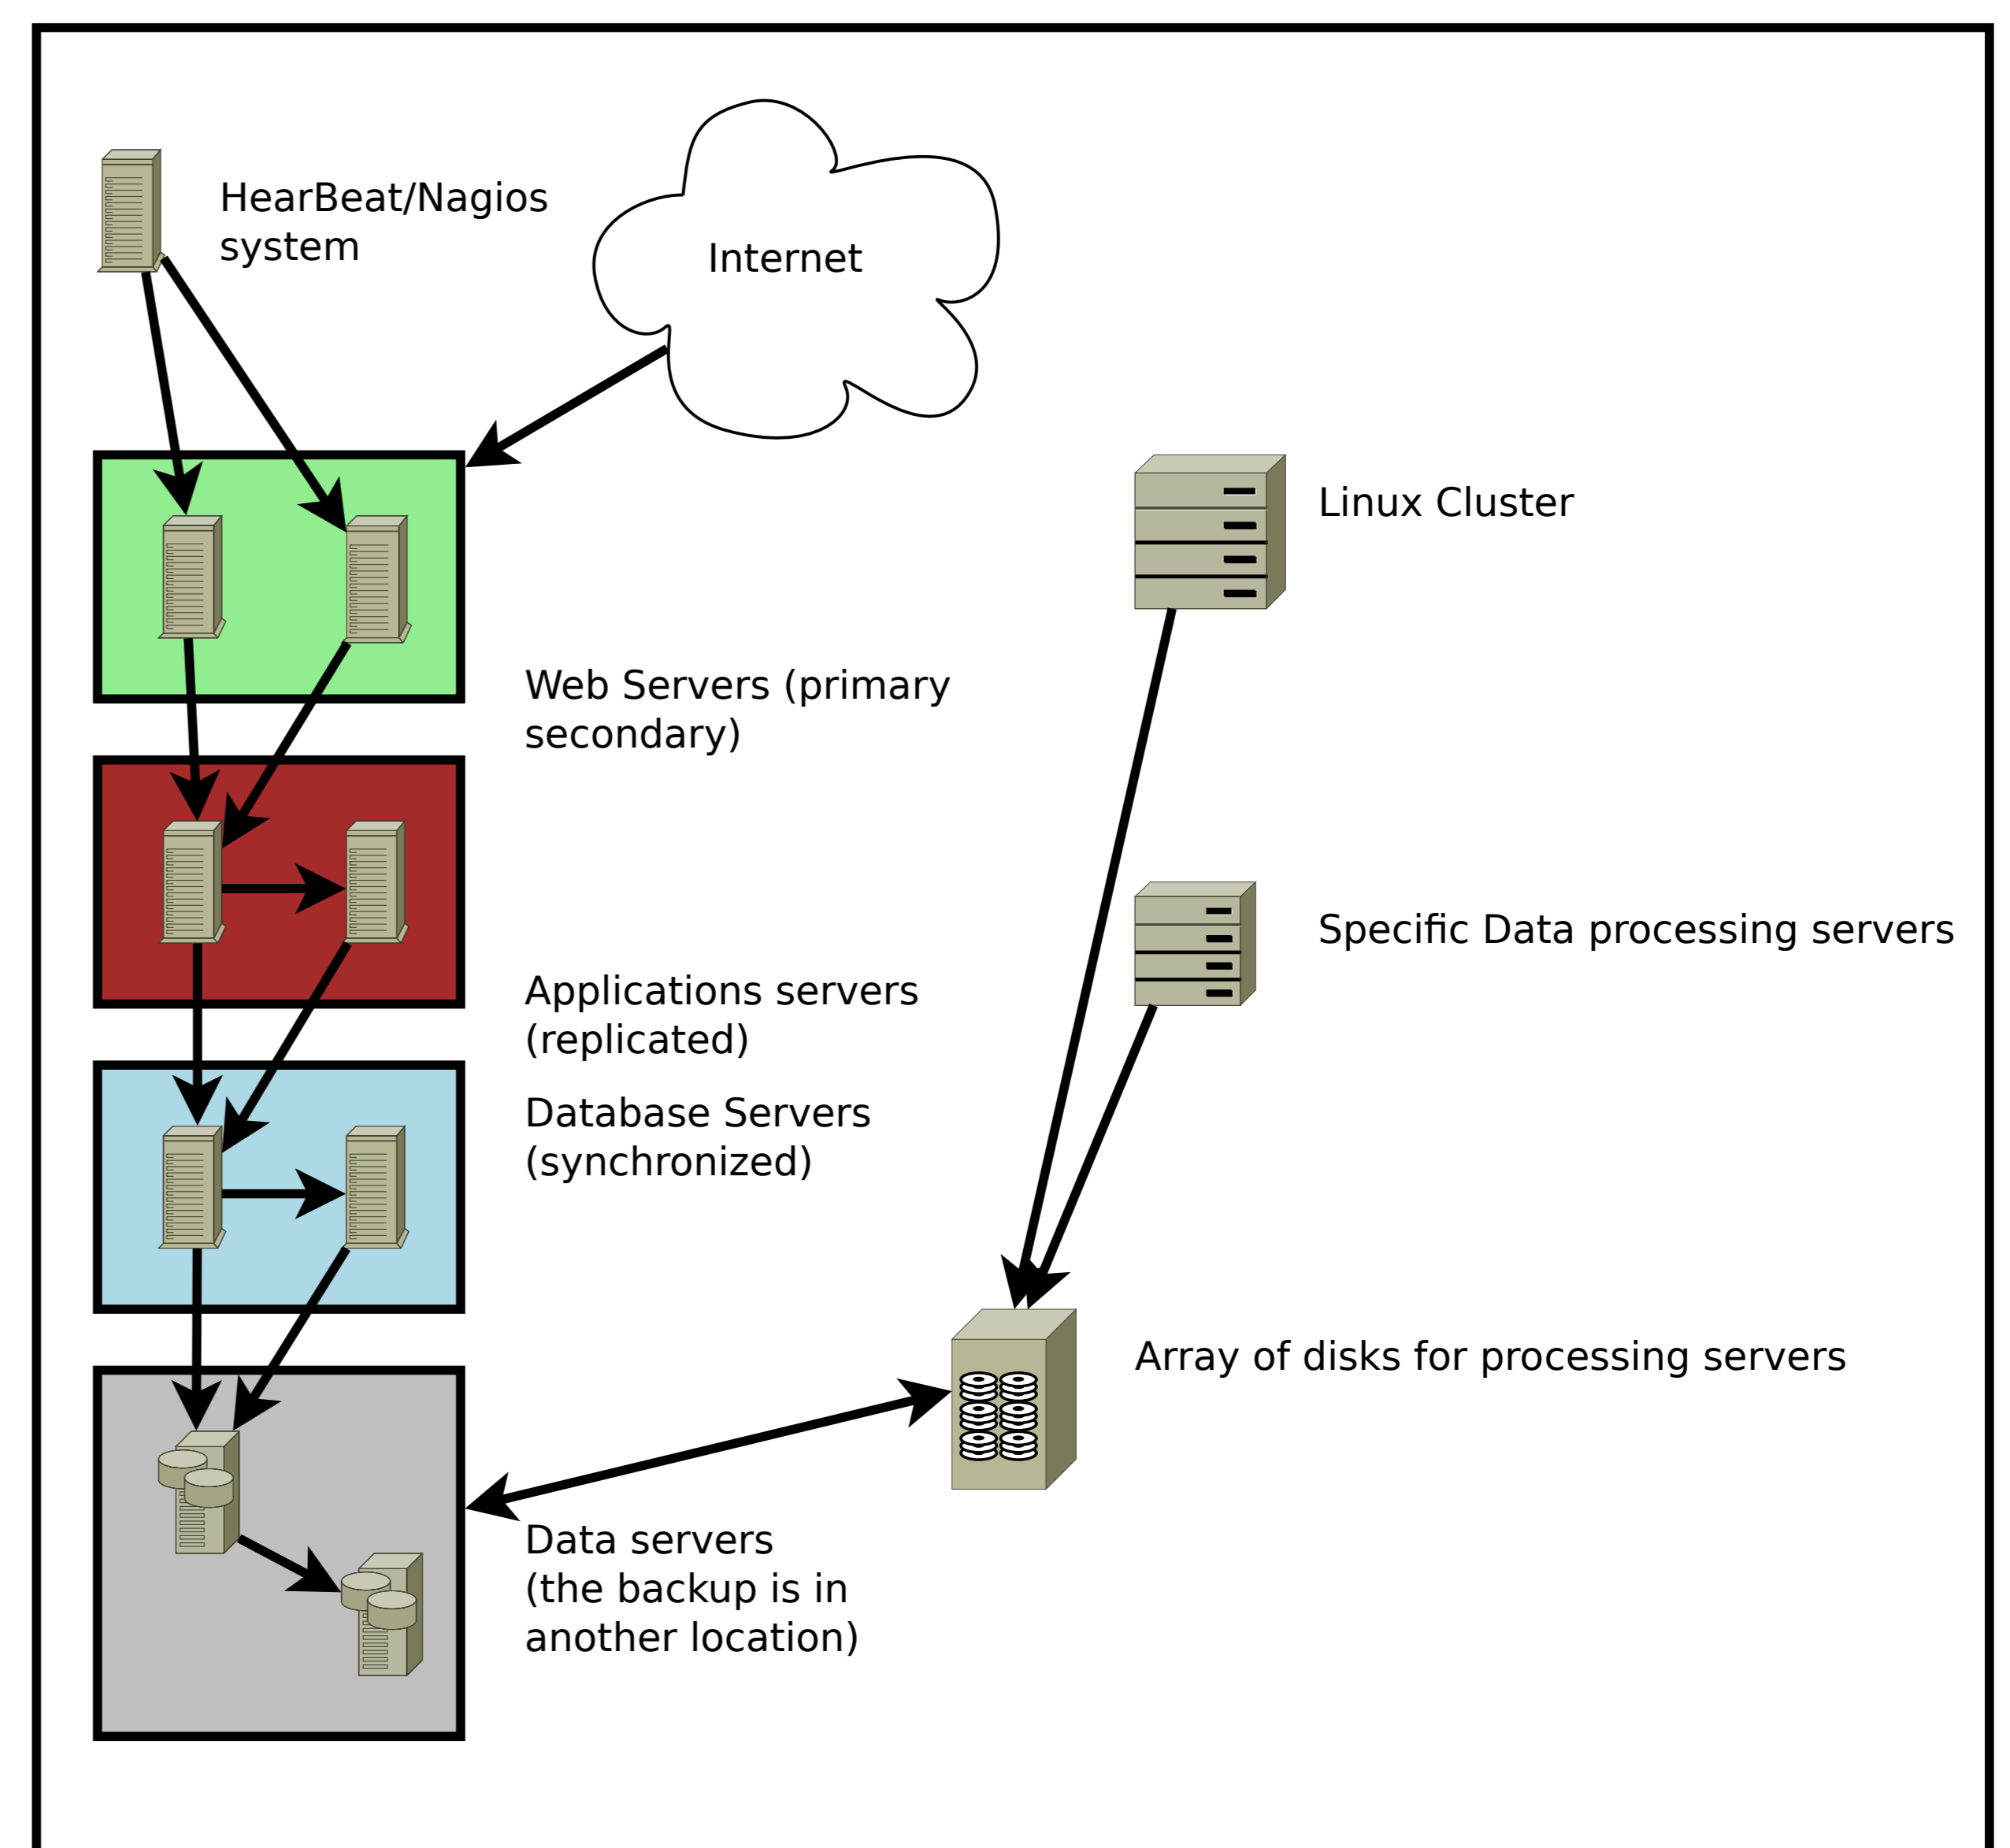 HearBeat/Nagios
system
Internet
Linux Cluster
Web Servers (primary
secondary)
Specific Data processing servers
Applications servers
(replicated)
Database Servers
(synchronized)
Array of disks for processing servers
Data servers
(the backup is in
another location)